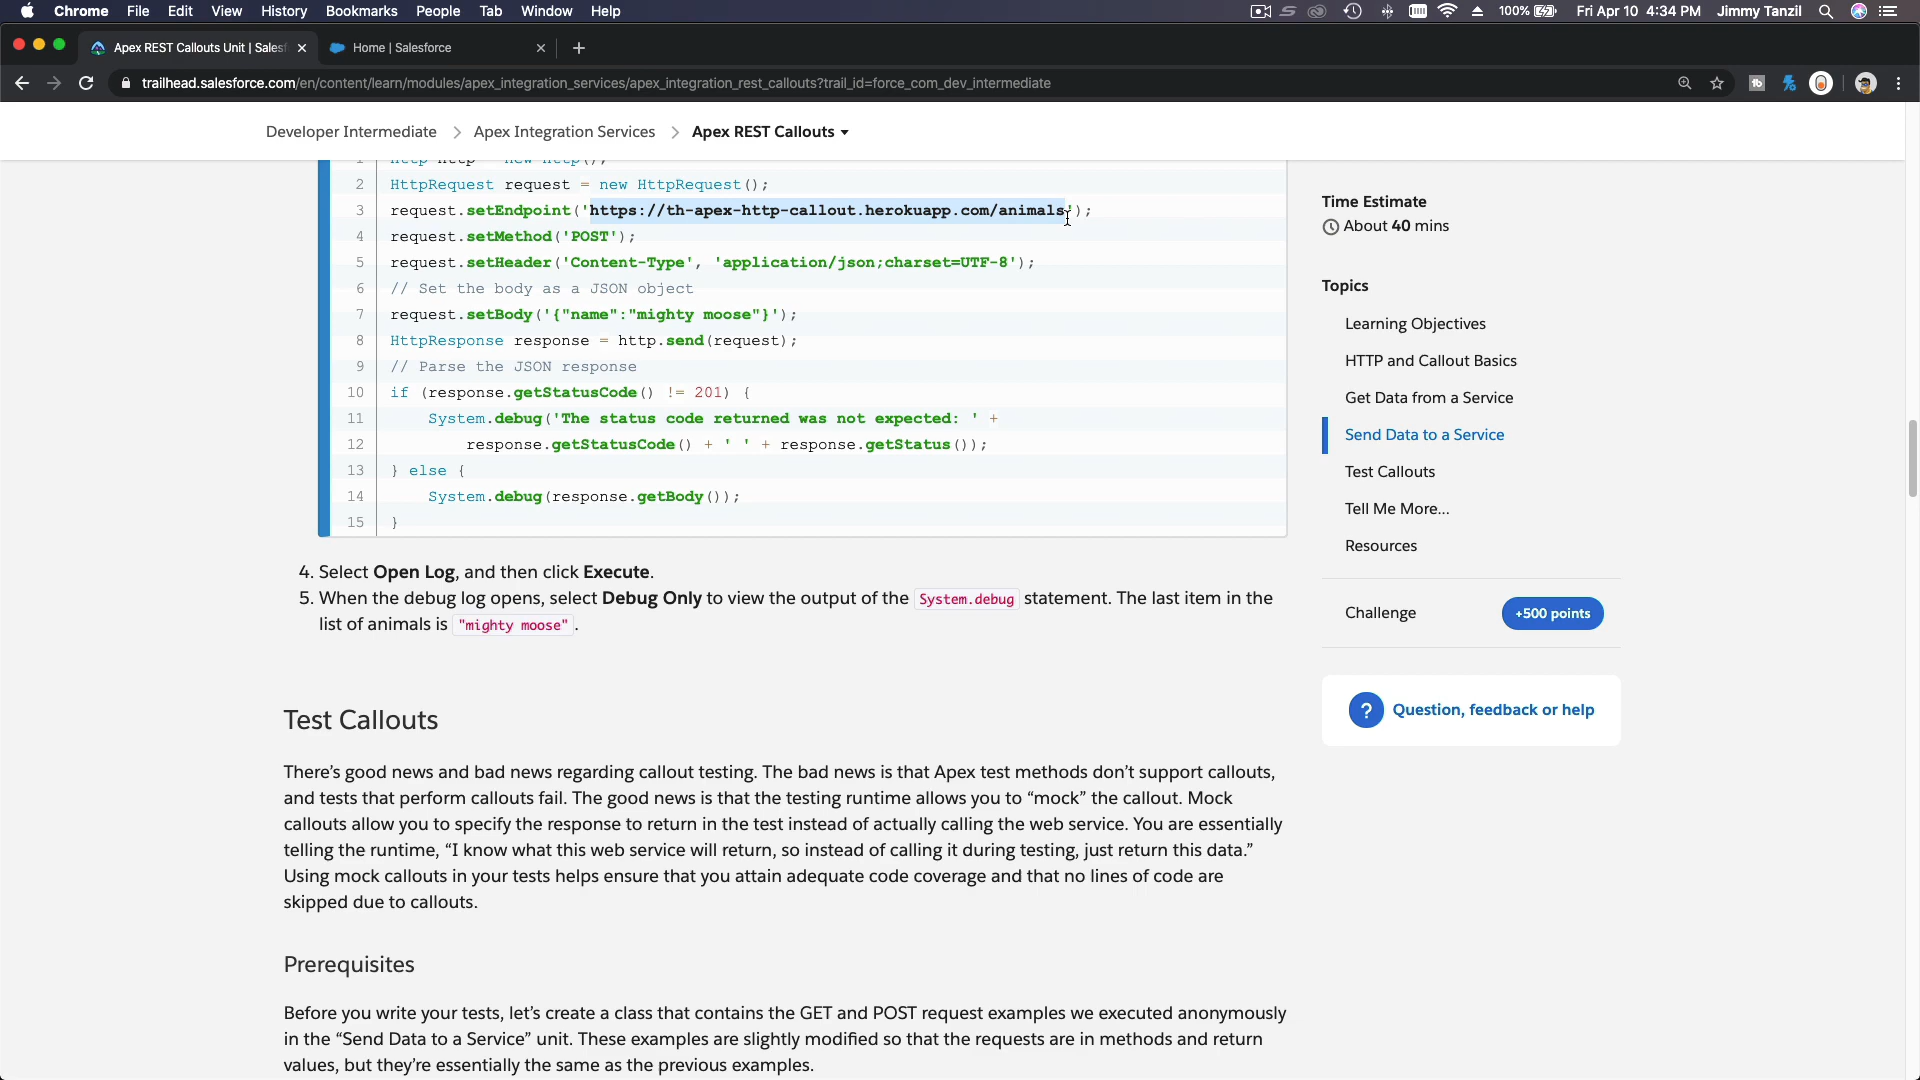 Chrome File Edit View History Bookmarks People Tab Window Help 100% Fri Apr 10 4:34 PM Jimmy Tanzil
Apex REST Callouts Unit | Salesf Home | Salesforce
trailhead.salesforce.com/en/content/learn/modules/apex_integration_services/apex_integration_rest_callouts?trail_id=force_com_dev_intermediate
Developer Intermediate > Apex Integration Services > Apex REST Callouts
1 Http http = new Http();
2 HttpRequest request = new HttpRequest();
3 request.setEndpoint('https://th-apex-http-callout.herokuapp.com/animals');
4 request.setMethod('POST');
5 request.setHeader('Content-Type', 'application/json;charset=UTF-8');
6 // Set the body as a JSON object
7 request.setBody('{"name":"mighty moose"}');
8 HttpResponse response = http.send(request);
9 // Parse the JSON response
10 if (response.getStatusCode() != 201) {
11 System.debug('The status code returned was not expected: ' +
12 response.getStatusCode() + ' ' + response.getStatus());
13 } else {
14 System.debug(response.getBody());
15 }
4. Select Open Log, and then click Execute.
5. When the debug log opens, select Debug Only to view the output of the System.debug statement. The last item in the
list of animals is "mighty moose".
Test Callouts
There's good news and bad news regarding callout testing. The bad news is that Apex test methods don't support callouts,
and tests that perform callouts fail. The good news is that the testing runtime allows you to “mock” the callout. Mock
callouts allow you to specify the response to return in the test instead of actually calling the web service. You are essentially
telling the runtime, “I know what this web service will return, so instead of calling it during testing, just return this data.”
Using mock callouts in your tests helps ensure that you attain adequate code coverage and that no lines of code are
skipped due to callouts.
Prerequisites
Before you write your tests, let's create a class that contains the GET and POST request examples we executed anonymously
in the “Send Data to a Service” unit. These examples are slightly modified so that the requests are in methods and return
values, but they're essentially the same as the previous examples.
Time Estimate
About 40 mins
Topics
Learning Objectives
HTTP and Callout Basics
Get Data from a Service
Send Data to a Service
Test Callouts
Tell Me More...
Resources
Challenge +500 points
? Question, feedback or help